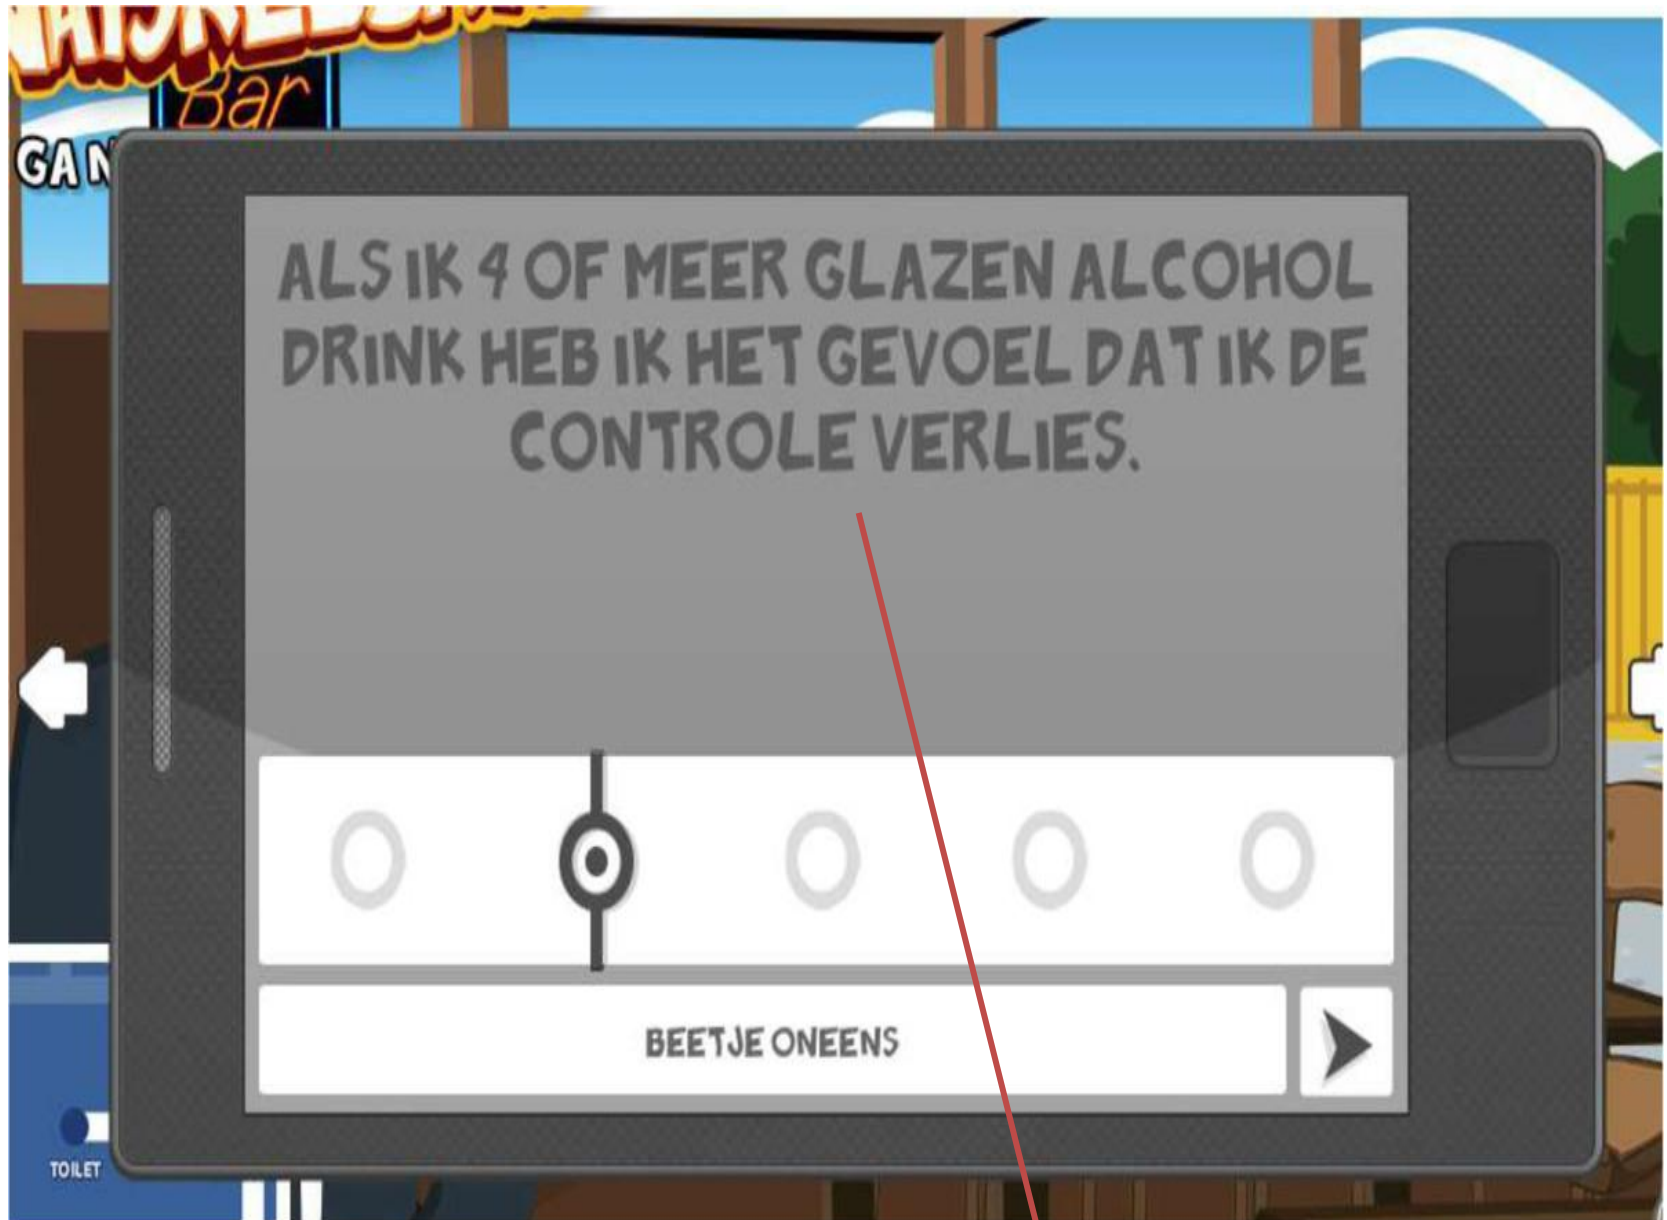 Bar
GA
ALS IK 4 OF MEER GLAZEN ALCOHOL
DRINK HEB IK HET GEVOEL DAT IK DE
CONTROLE VERLIES.
BEETJE ONEENS
TOILET